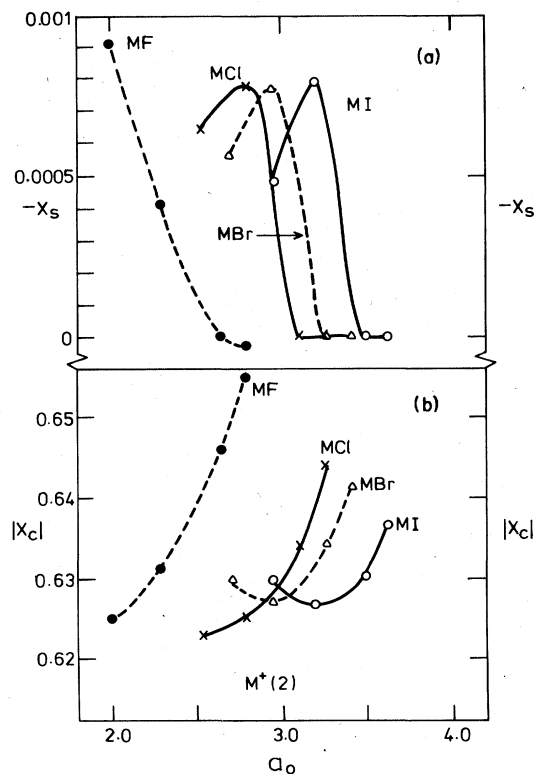 0.001
MF
MCl
(a)
MI
0.0005
-Xs
-Xs
MBr
0
(b)
MF
0.65
MCl
0.64
MBr
|Xc|
MI
|Xc|
0.63
0.62
M+(2)
2.0 3.0 4.0
ao